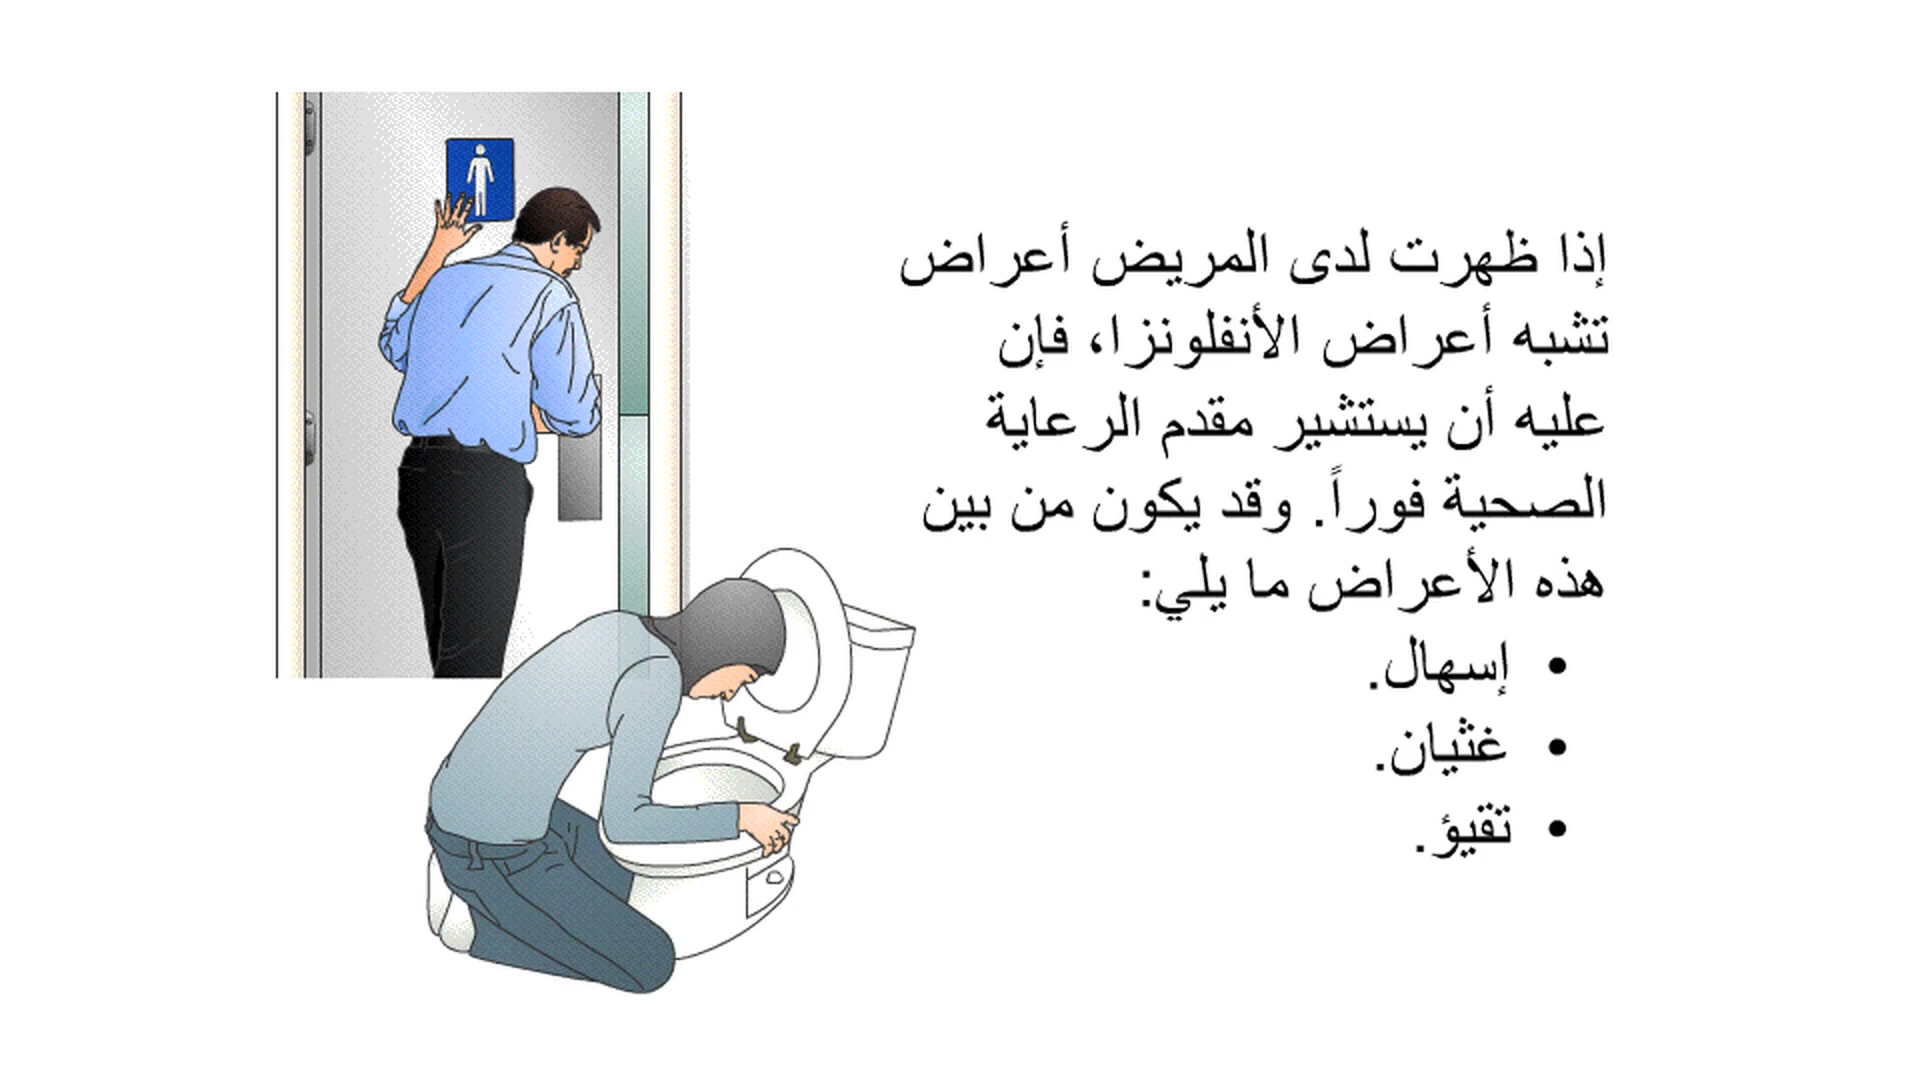 إذا ظهرت لدى المريض أعراض
تشبه أعراض الأنفلونزا، فإن
عليه أن يستشير مقدم الرعاية
الصحية فوراً. وقد يكون من بين
هذه الأعراض ما يلي:
• إسهال.
• غثيان.
• تقيؤ.